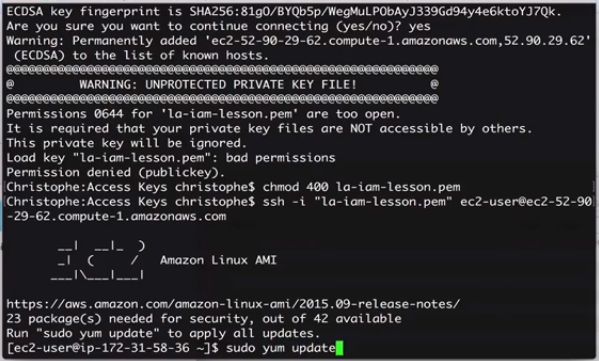 ECDSA key fingerprint is SHA256:81gO/BYQb5p/WegMuLPObAyJ339Gd94y4e6ktoYJ7Qk.
Are you sure you want to continue connecting (yes/no)? yes
Warning: Permanently added 'ec2-52-90-29-62.compute-1.amazonaws.com,52.90.29.62'
(ECDSA) to the list of known hosts.
@@@@@@@@@@@@@@@@@@@@@@@@@@@@@@@@@@@@@@@@@@@@@@@@@@@@@@@@@@@
@         WARNING: UNPROTECTED PRIVATE KEY FILE!          @
@@@@@@@@@@@@@@@@@@@@@@@@@@@@@@@@@@@@@@@@@@@@@@@@@@@@@@@@@@@
Permissions 0644 for 'la-iam-lesson.pem' are too open.
It is required that your private key files are NOT accessible by others.
This private key will be ignored.
Load key "la-iam-lesson.pem": bad permissions
Permission denied (publickey).
[Christophe:Access Keys christophe$ chmod 400 la-iam-lesson.pem
[Christophe:Access Keys christophe$ ssh -i "la-iam-lesson.pem" ec2-user@ec2-52-90
-29-62.compute-1.amazonaws.com
       __|  __|_  )
       _|  (     /   Amazon Linux AMI
      ___|\___|___|
https://aws.amazon.com/amazon-linux-ami/2015.09-release-notes/
23 package(s) needed for security, out of 42 available
Run "sudo yum update" to apply all updates.
[ec2-user@ip-172-31-58-36 ~]$ sudo yum update